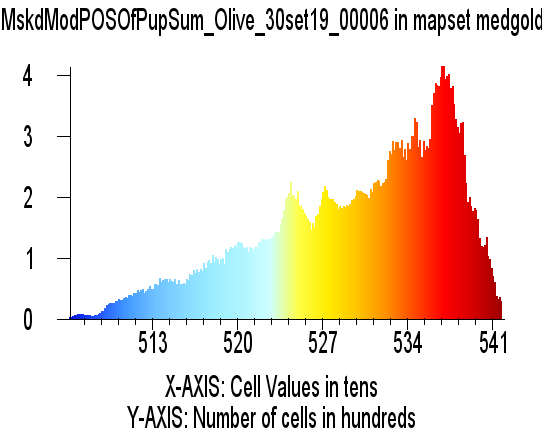 MskdModPOSOfPupSum_Olive_30set19_00006 in mapset medgold
4
3
2
1
0
513 520 527 534 541
X-AXIS: Cell Values in tens
Y-AXIS: Number of cells in hundreds